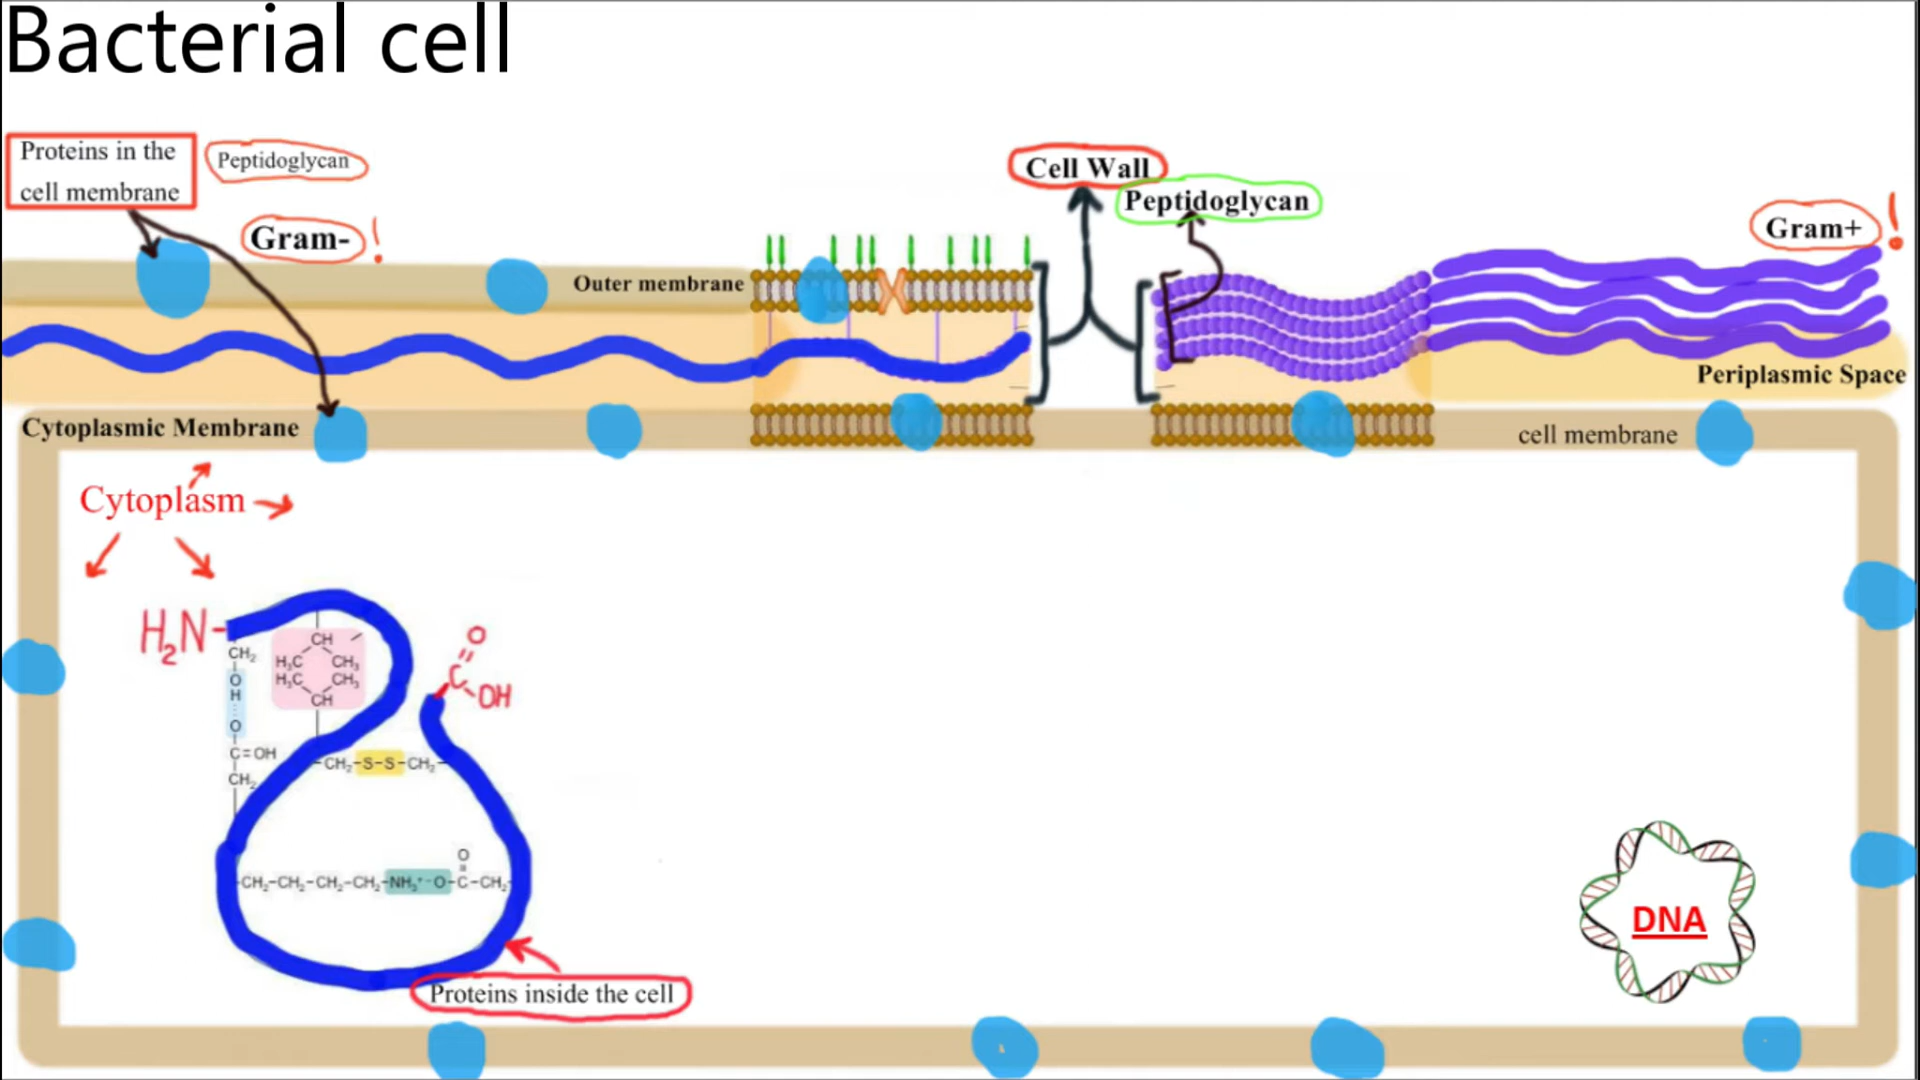 Bacterial cell
Proteins in the
cell membrane
Peptidoglycan
Gram- !
Cell Wall
Peptidoglycan
Gram+ !
Outer membrane
Periplasmic Space
Cytoplasmic Membrane
cell membrane
Cytoplasm
H₂N-
CH₂
O
H
O
C=OH
CH₂
CH
H₃C CH₃
H₃C CH₃
CH
O
C
OH
-CH₂-S-S-CH₂-
O
CH₂-CH₂-CH₂-CH₂-NH₃⁺ -O-C-CH₂
Proteins inside the cell
DNA